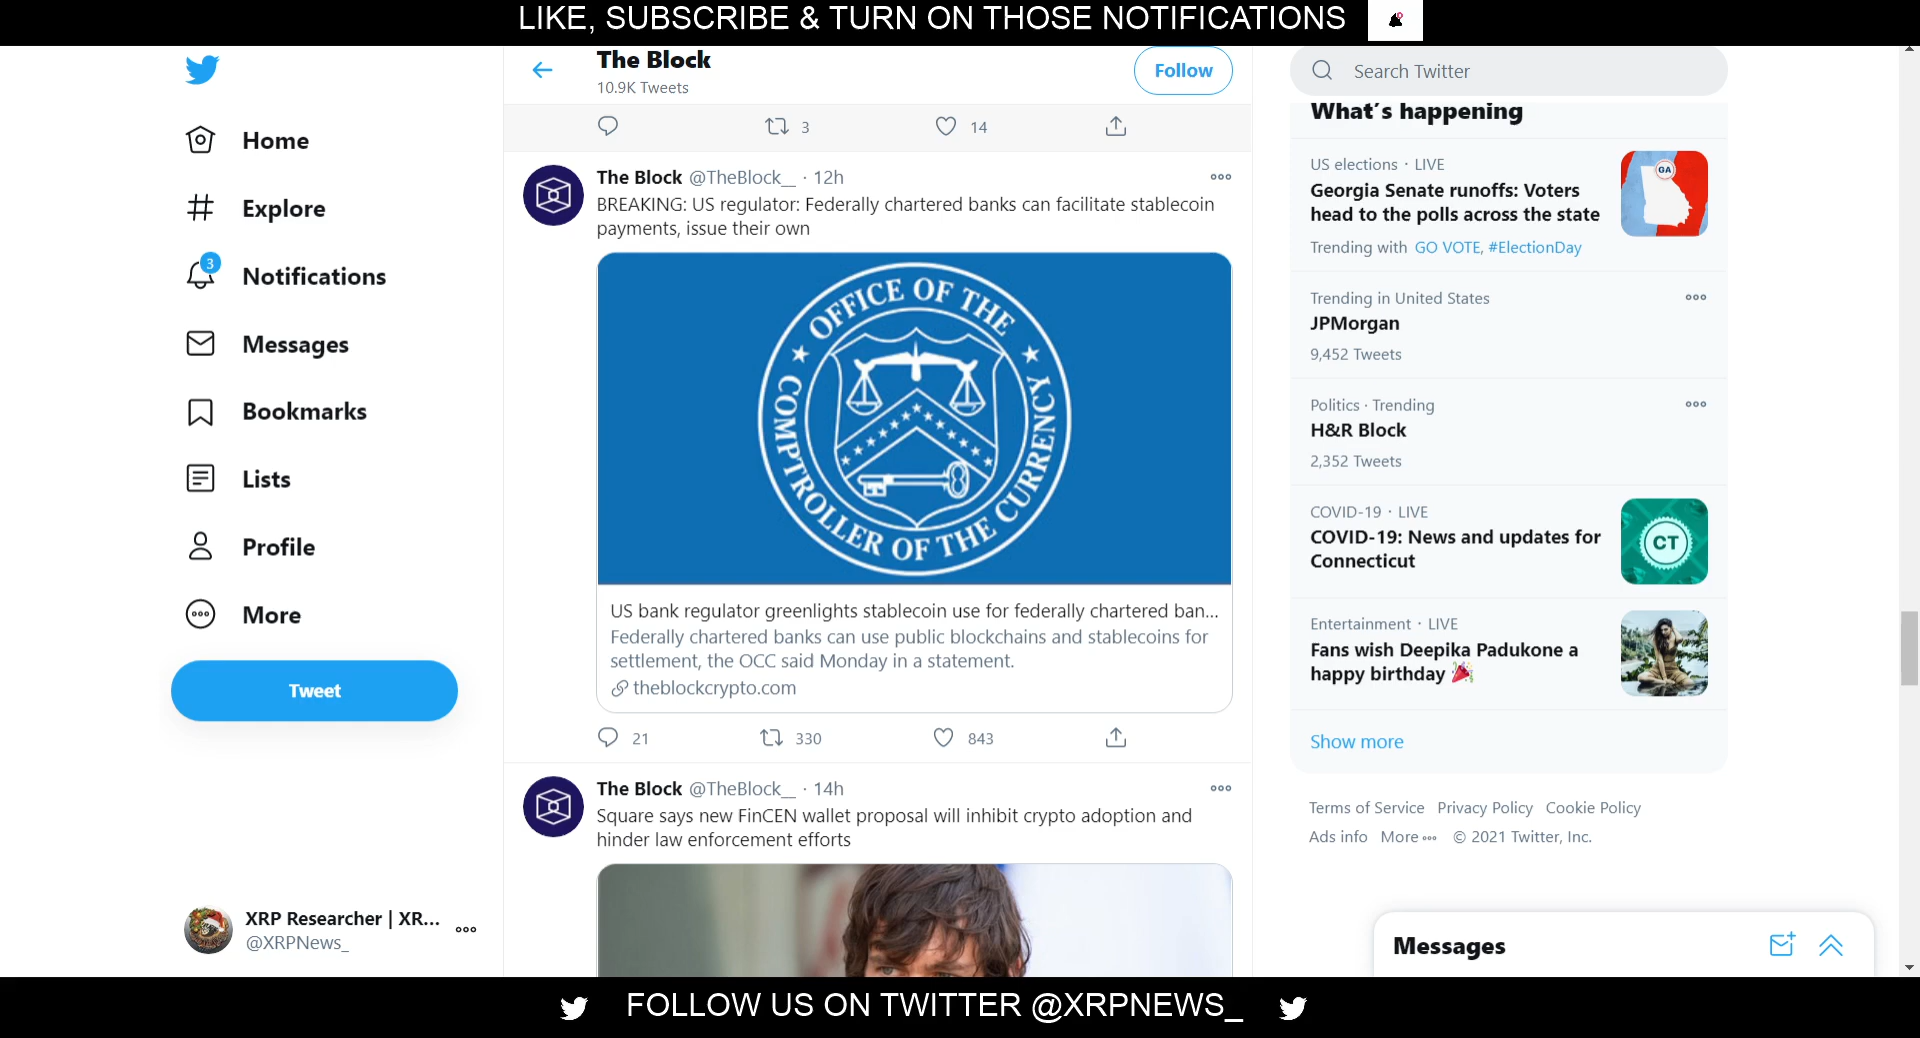 LIKE, SUBSCRIBE & TURN ON THOSE NOTIFICATIONS
The Block
10.9K Tweets
Follow
Search Twitter
Home
Explore
3
Notifications
Messages
Bookmarks
Lists
Profile
More
Tweet
XRP Researcher | XR...
@XRPNews_
3
14
The Block @TheBlock__ · 12h
BREAKING: US regulator: Federally chartered banks can facilitate stablecoin
payments, issue their own
OFFICE OF THE
COMPTROLLER OF THE CURRENCY
US bank regulator greenlights stablecoin use for federally chartered ban...
Federally chartered banks can use public blockchains and stablecoins for
settlement, the OCC said Monday in a statement.
theblockcrypto.com
21
330
843
The Block @TheBlock__ · 14h
Square says new FinCEN wallet proposal will inhibit crypto adoption and
hinder law enforcement efforts
What's happening
US elections · LIVE
Georgia Senate runoffs: Voters
head to the polls across the state
GA
Trending with GO VOTE, #ElectionDay
Trending in United States
JPMorgan
9,452 Tweets
Politics · Trending
H&R Block
2,352 Tweets
COVID-19 · LIVE
COVID-19: News and updates for
Connecticut
CT
Entertainment · LIVE
Fans wish Deepika Padukone a
happy birthday 🎉
Show more
Terms of Service Privacy Policy Cookie Policy
Ads info More © 2021 Twitter, Inc.
Messages
FOLLOW US ON TWITTER @XRPNEWS_